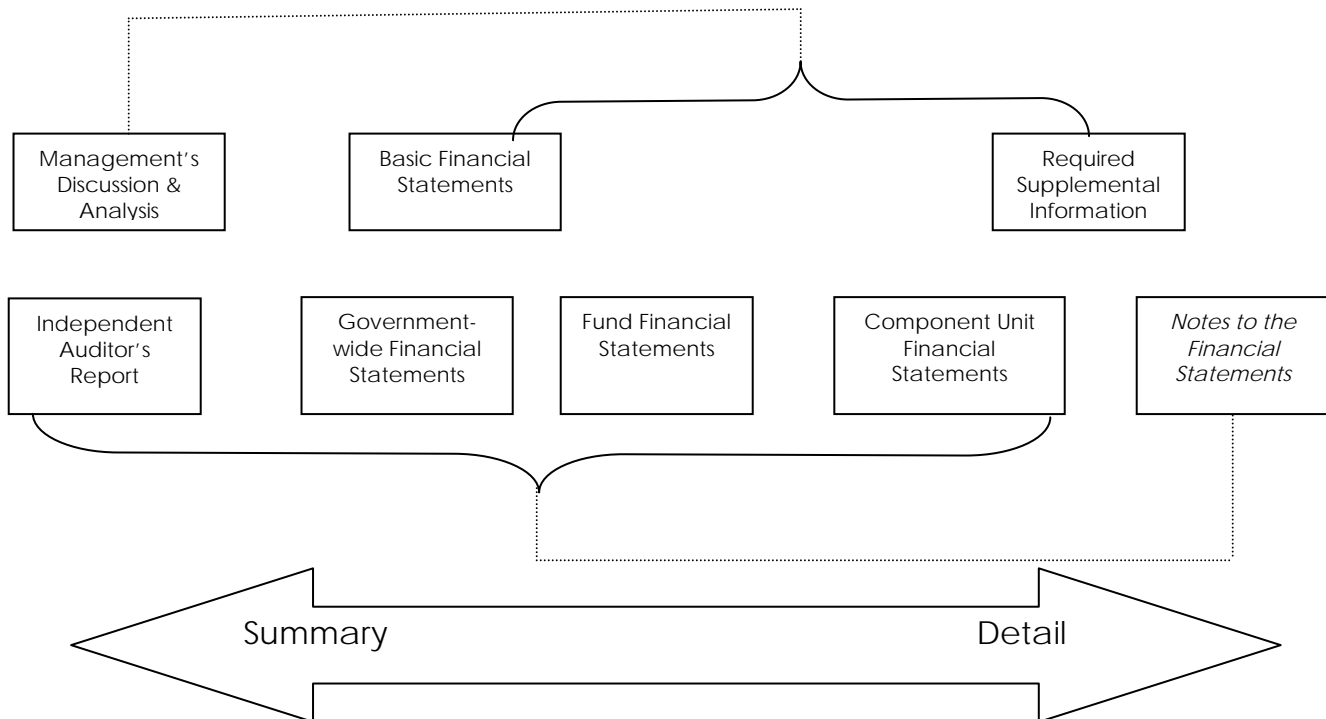 Management's
Discussion &
Analysis
Basic Financial
Statements
Required
Supplemental
Information
Independent
Auditor's
Report
Government-
wide Financial
Statements
Fund Financial
Statements
Component Unit
Financial
Statements
Notes to the
Financial
Statements
Summary
Detail